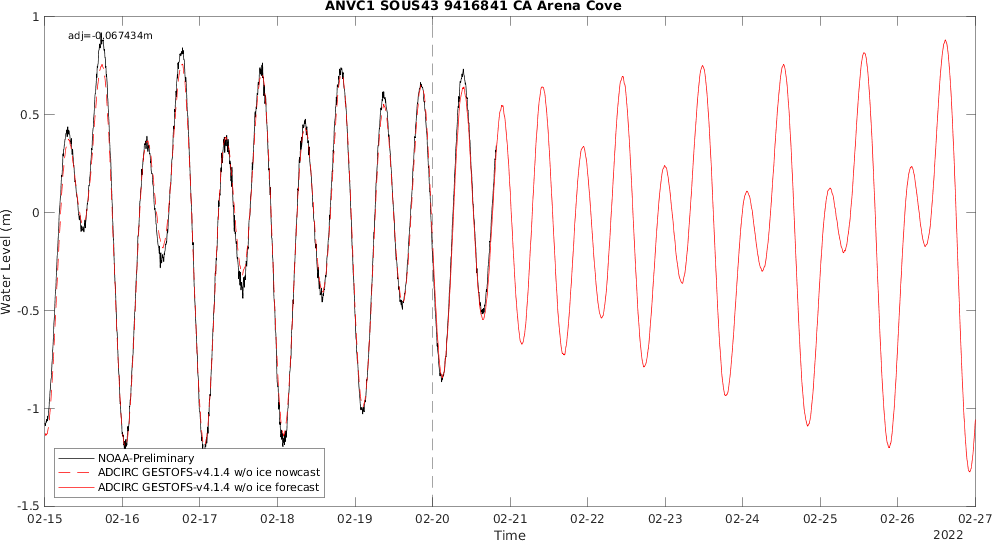 ANVC1 SOUS43 9416841 CA Arena Cove
adj=-0.067434m
1
0.5
0
-0.5
-1
-1.5
Water Level (m)
NOAA-Preliminary
ADCIRC GESTOFS-v4.1.4 w/o ice nowcast
ADCIRC GESTOFS-v4.1.4 w/o ice forecast
02-15 02-16 02-17 02-18 02-19 02-20 02-21 02-22 02-23 02-24 02-25 02-26 02-27
Time
2022